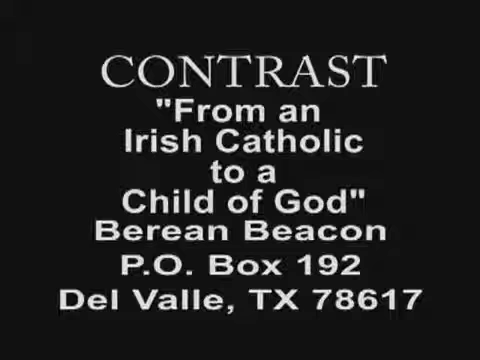 CONTRAST
"From an
Irish Catholic
to a
Child of God"
Berean Beacon
P.O. Box 192
Del Valle, TX 78617